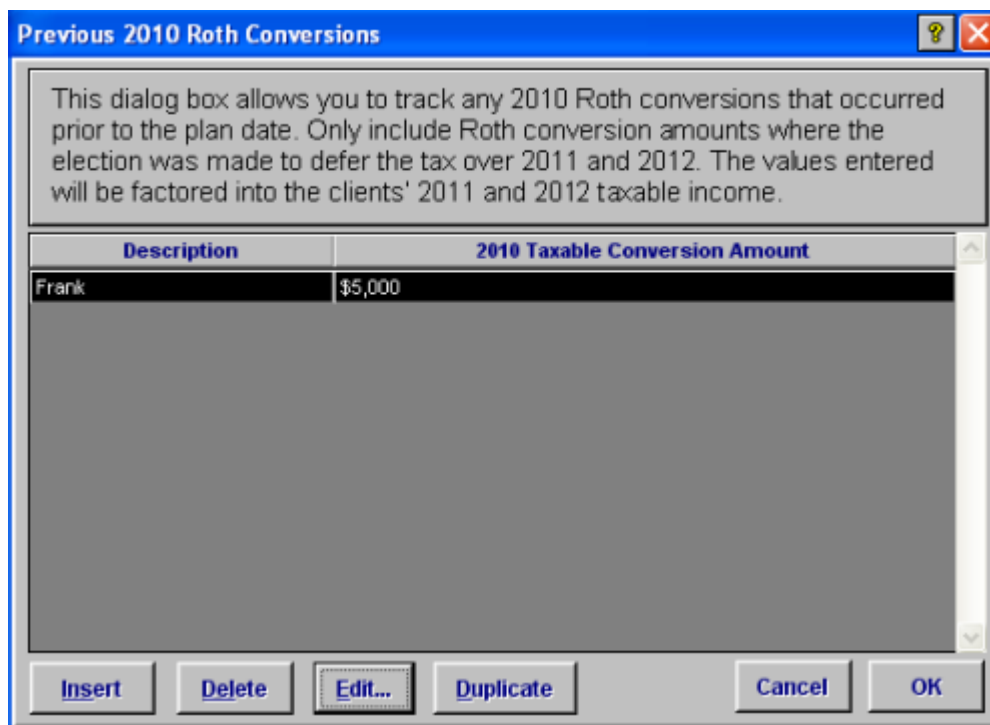 Previous 2010 Roth Conversions
?
This dialog box allows you to track any 2010 Roth conversions that occurred
prior to the plan date. Only include Roth conversion amounts where the
election was made to defer the tax over 2011 and 2012. The values entered
will be factored into the clients' 2011 and 2012 taxable income.
Description 2010 Taxable Conversion Amount
Frank $5,000
Insert Delete Edit... Duplicate Cancel OK